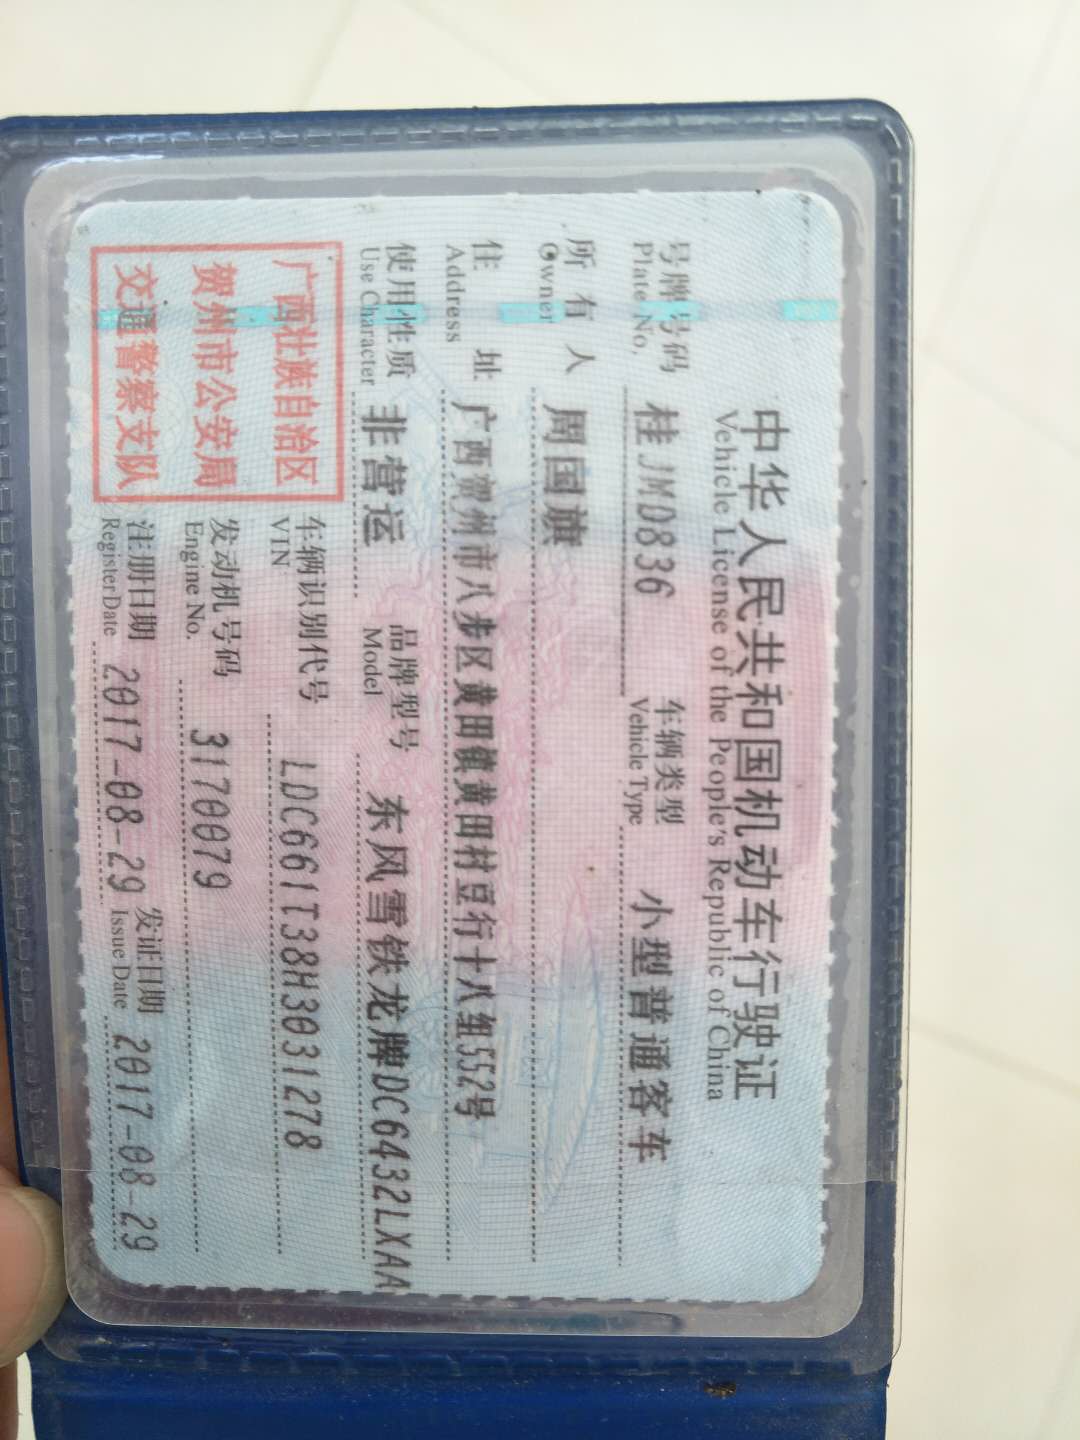 中华人民共和国机动车行驶证
Vehicle License of the People's Republic of China
号牌号码 桂JMD836 车辆类型 小型普通客车
Plate No. Vehicle Type
所有人 周国旗
Owner
住址 广西贺州市八步区黄田镇黄田村豆行十八组552号
Address
使用性质 非营运 品牌型号 东风雪铁龙牌DC6432LXAA
Use Character Model
广西壮族自治区
贺州市公安局
交通警察支队
车辆识别代号 LDC661T38H3031278
VIN
发动机号码 3170079
Engine No.
注册日期 2017-08-29 发证日期 2017-08-29
Register Date Issue Date